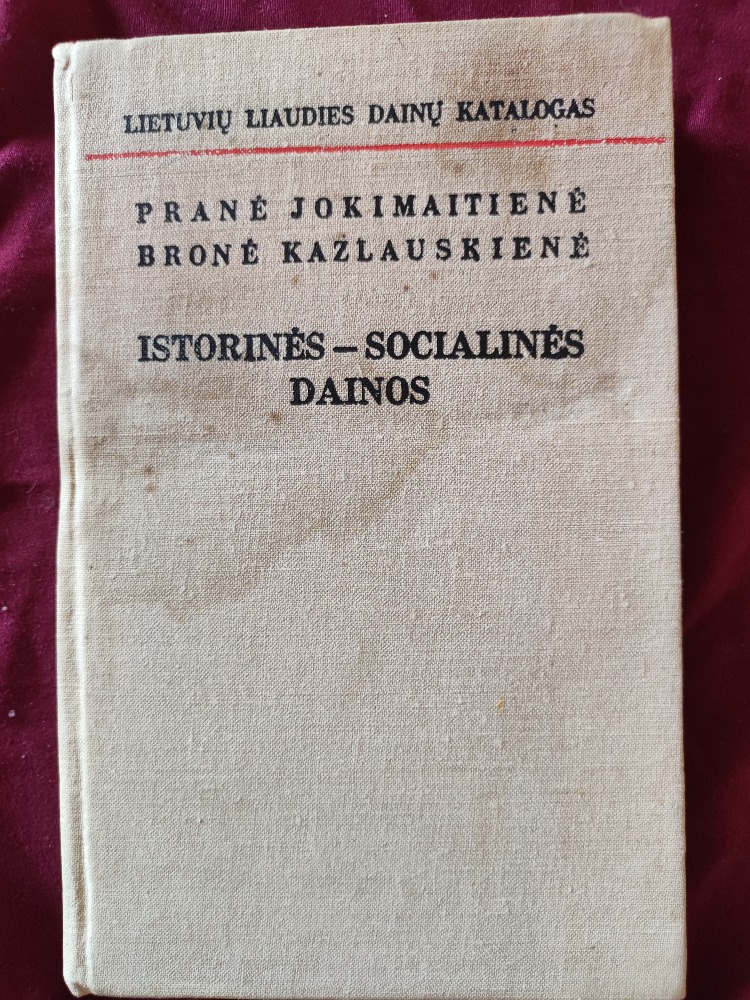 LIETUVIŲ LIAUDIES DAINŲ KATALOGAS
PRANĖ JOKIMAITIENĖ
BRONĖ KAZLAUSKIENĖ
ISTORINĖS – SOCIALINĖS
DAINOS